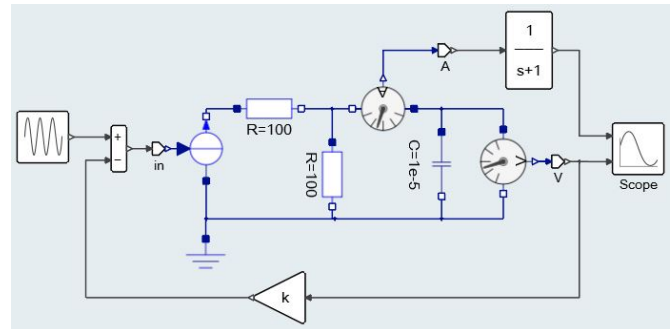 1
s+1
A
A
R=100
+
−
in
R=100
C=1e-5
V
V
Scope
k